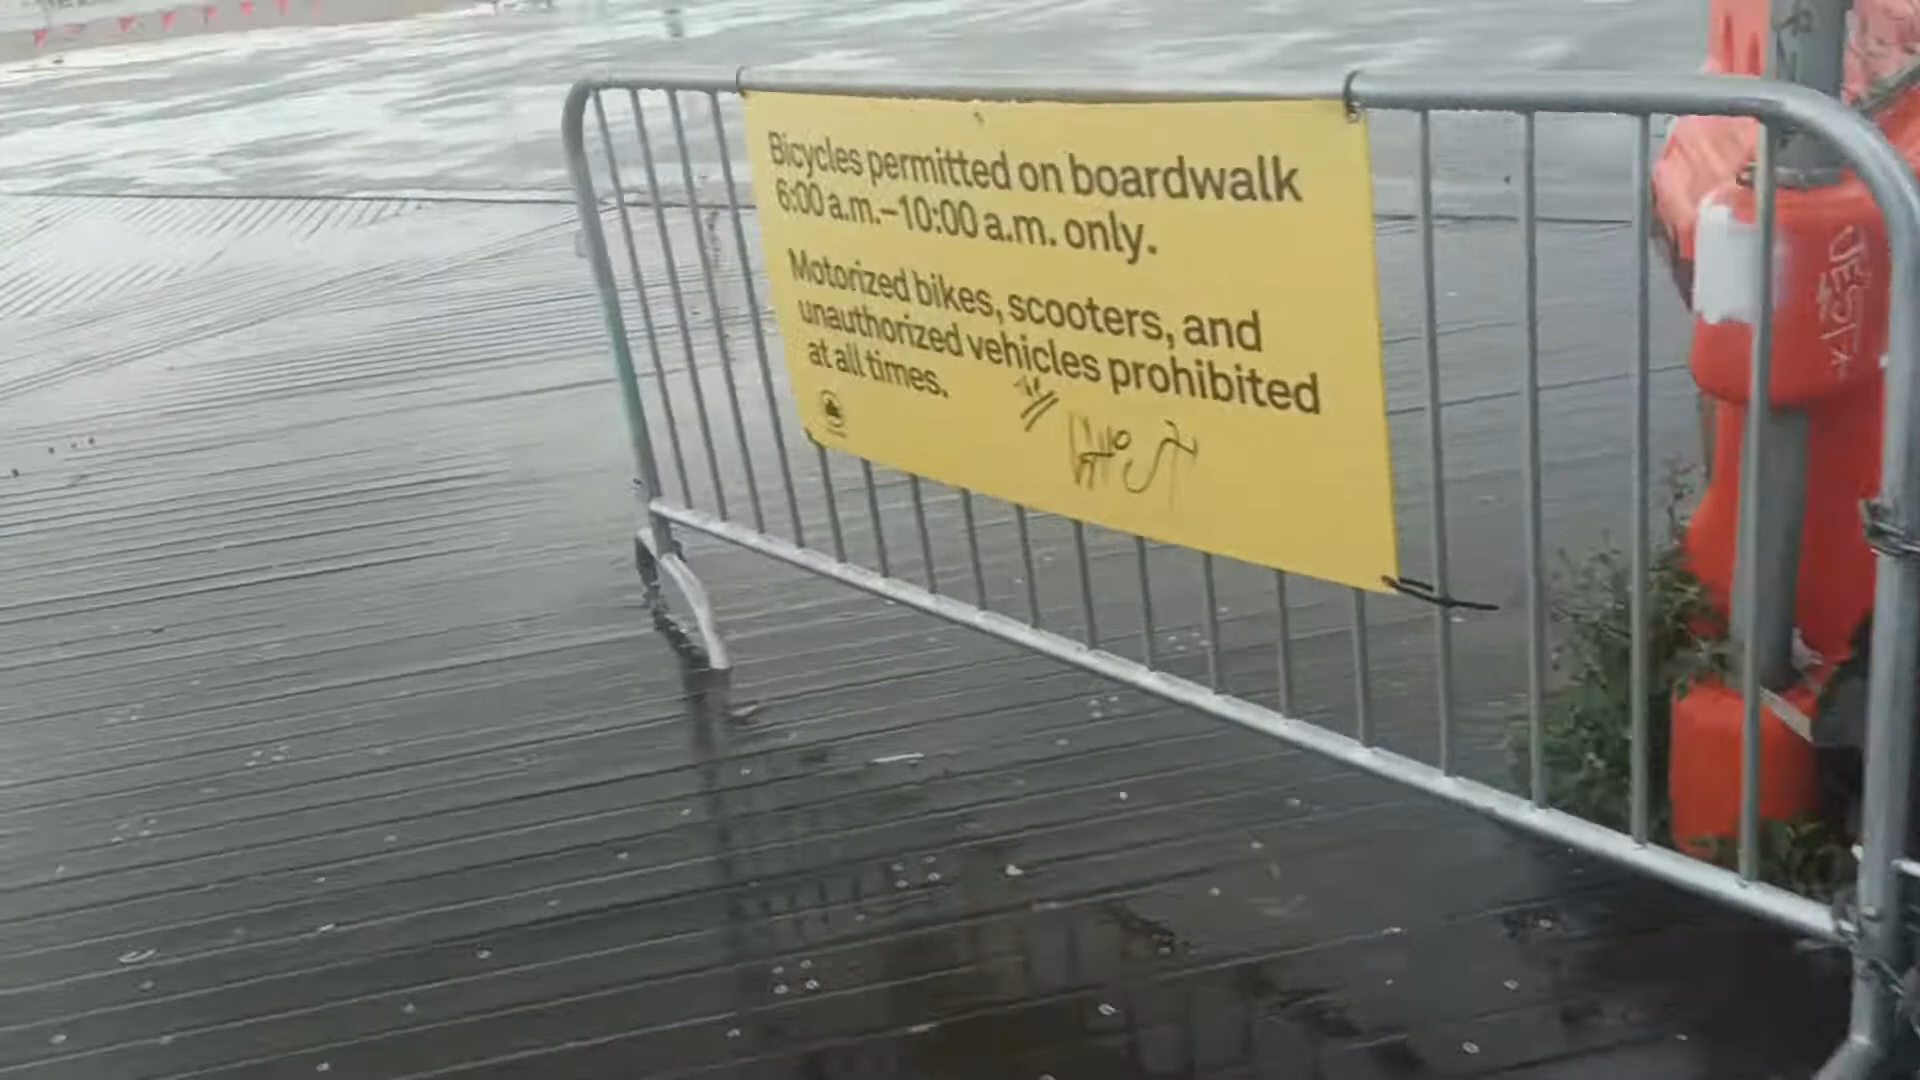 Bicycles permitted on boardwalk
6:00 a.m.–10:00 a.m. only.
Motorized bikes, scooters, and
unauthorized vehicles prohibited
at all times.